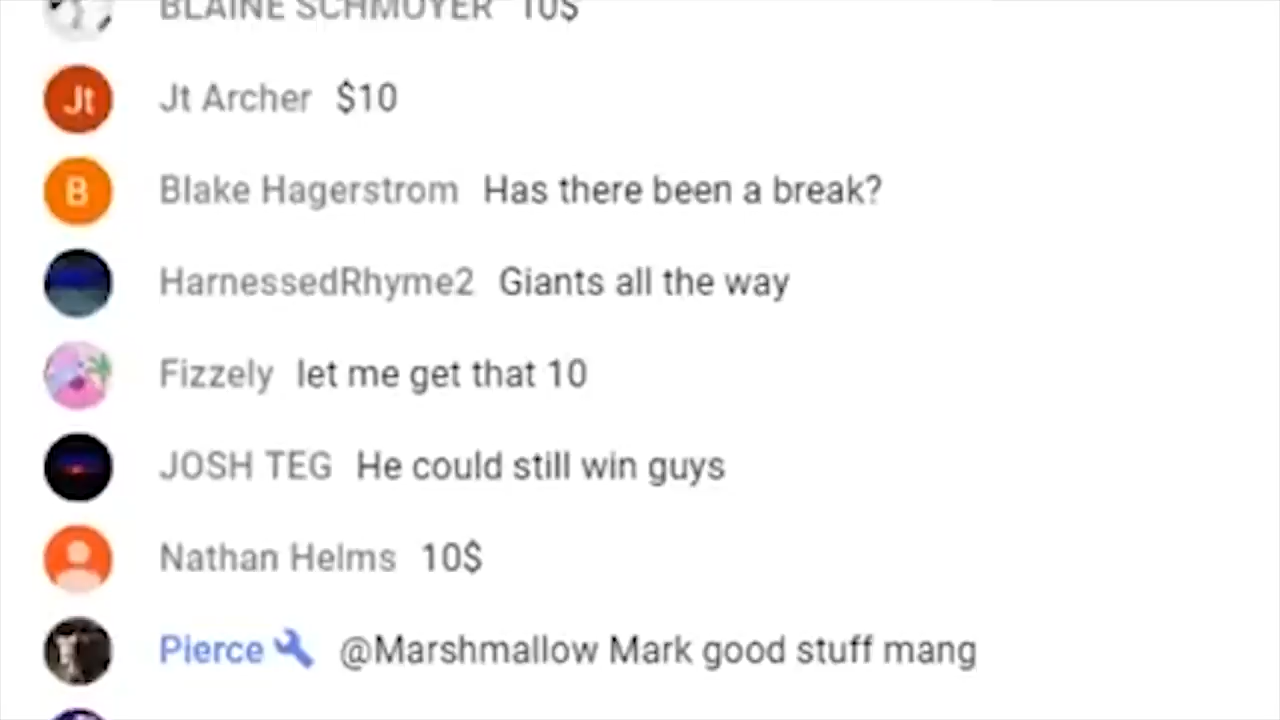 BLAINE SCHMOYER 10$
Jt Jt Archer $10
B Blake Hagerstrom Has there been a break?
HarnessedRhyme2 Giants all the way
Fizzely let me get that 10
JOSH TEG He could still win guys
Nathan Helms 10$
Pierce @Marshmallow Mark good stuff mang